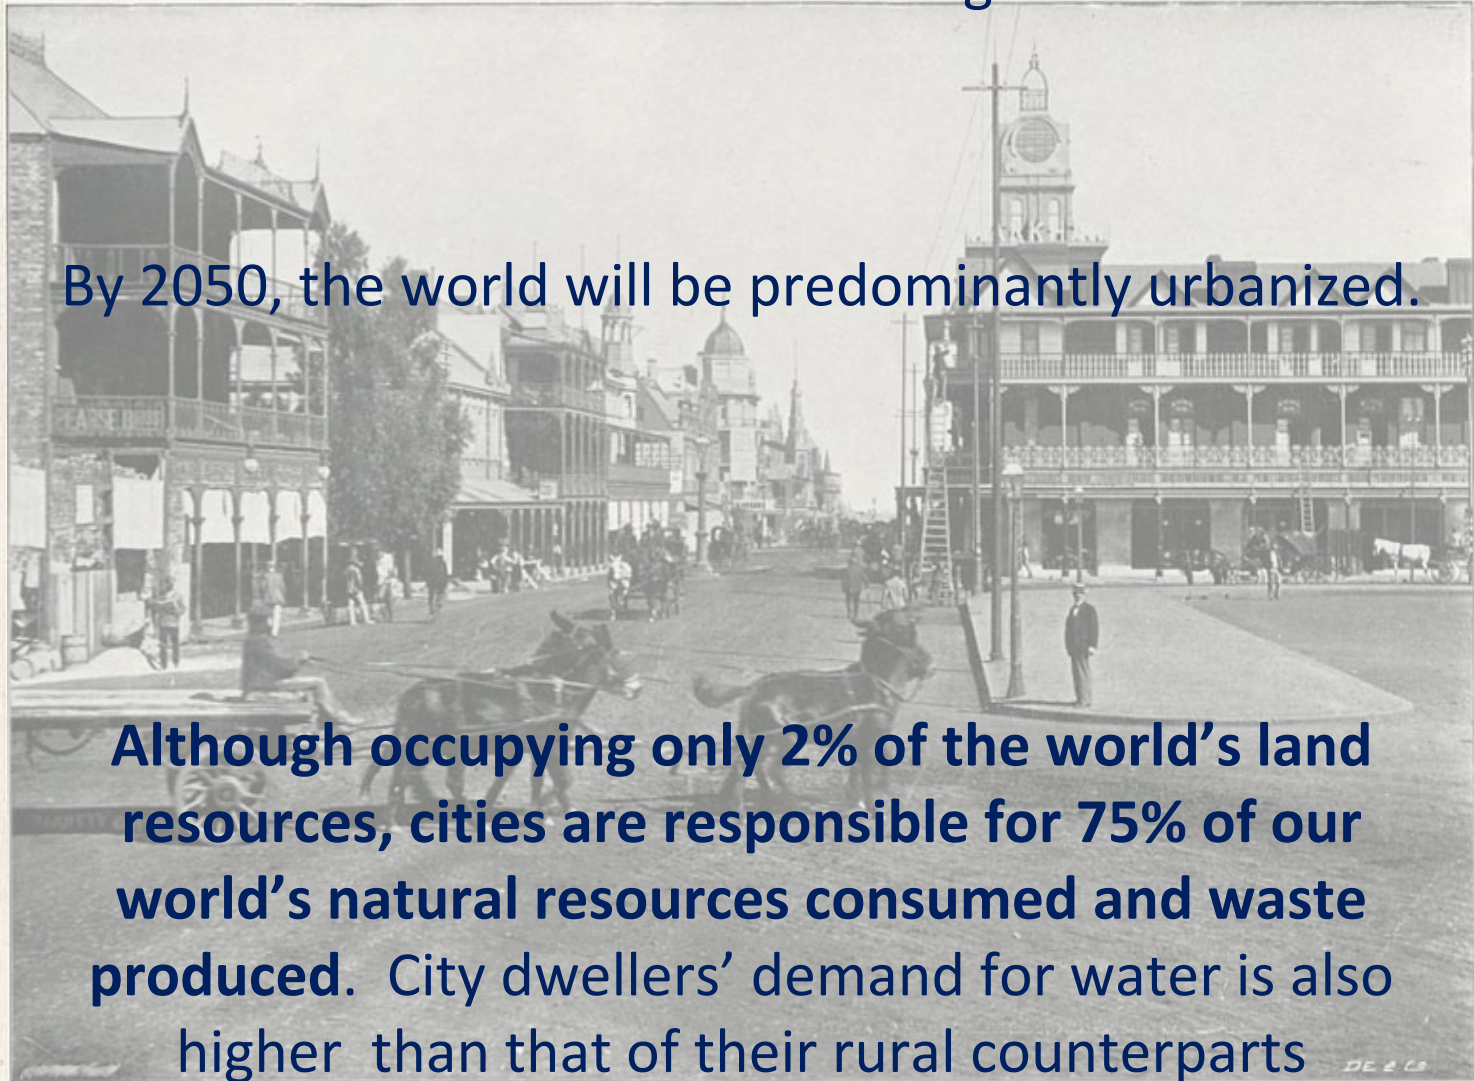 By 2050, the world will be predominantly urbanized.
PEARSE BROS
Although occupying only 2% of the world’s land
resources, cities are responsible for 75% of our
world’s natural resources consumed and waste
produced.  City dwellers’ demand for water is also
higher  than that of their rural counterparts